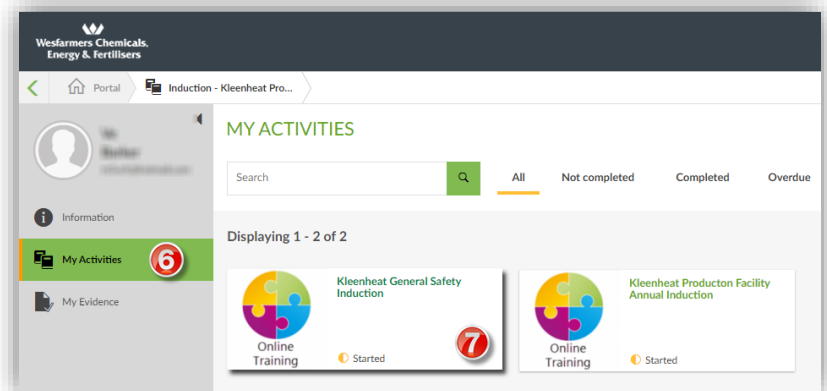 Wesfarmers Chemicals,
Energy & Fertilisers
Portal
Induction - Kleenheat Pro...
MY ACTIVITIES
Search
All
Not completed
Completed
Overdue
i Information
My Activities
6
My Evidence
Displaying 1 - 2 of 2
Kleenheat General Safety
Induction
Online
Training
Started
7
Kleenheat Producton Facility
Annual Induction
Online
Training
Started